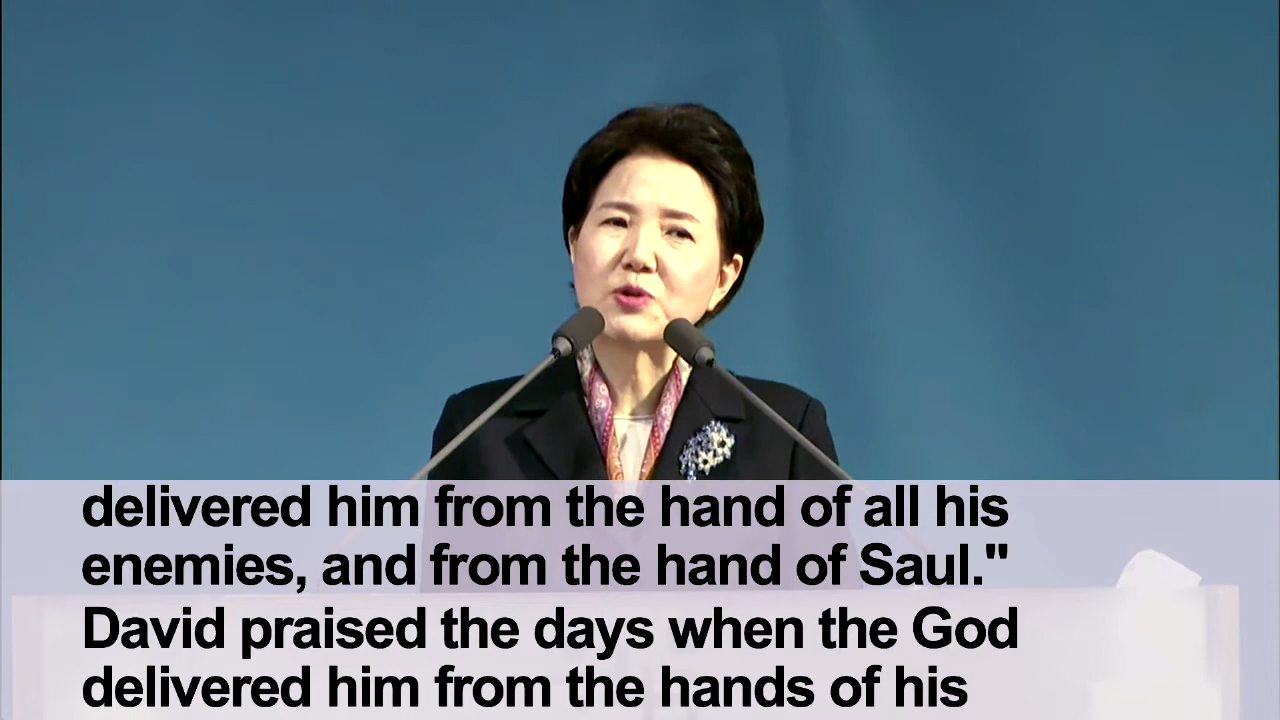 delivered him from the hand of all his
enemies, and from the hand of Saul."
David praised the days when the God
delivered him from the hands of his